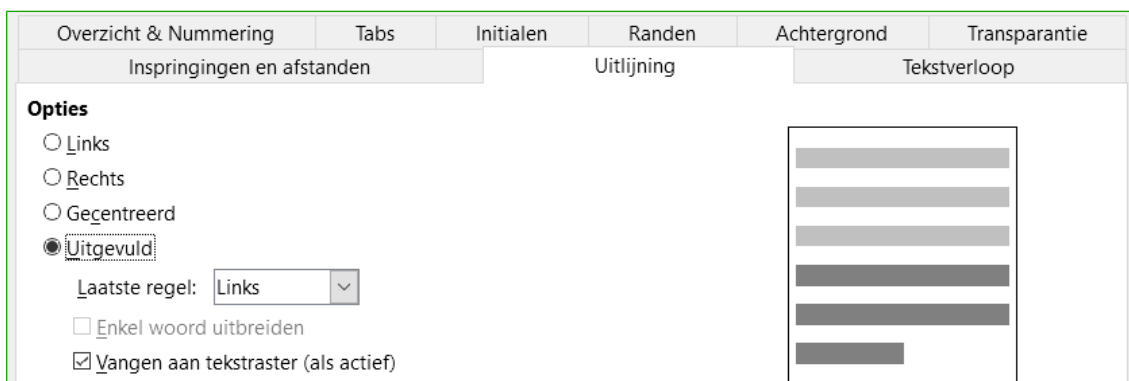 Overzicht & Nummering Tabs Initialen Randen Achtergrond Transparantie
Inspringingen en afstanden Uitlijning Tekstverloop
Opties
Links
Rechts
Gecentreerd
Uitgevuld
Laatste regel: Links
Enkel woord uitbreiden
Vangen aan tekstraster (als actief)